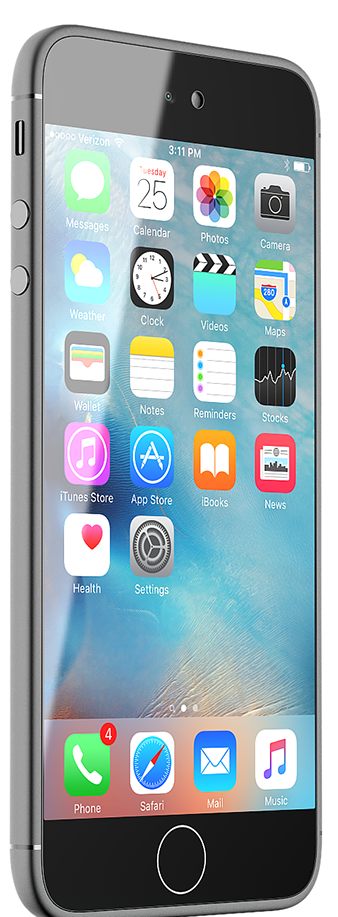 Verizon 3:11 PM
Messages Calendar Photos Camera
Tuesday
25
Weather Clock Videos Maps
280
Wallet Notes Reminders Stocks
iTunes Store App Store iBooks News
Health Settings
4
Phone Safari Mail Music